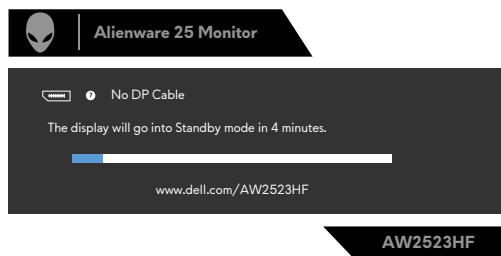 Alienware 25 Monitor
? No DP Cable
The display will go into Standby mode in 4 minutes.
www.dell.com/AW2523HF
AW2523HF